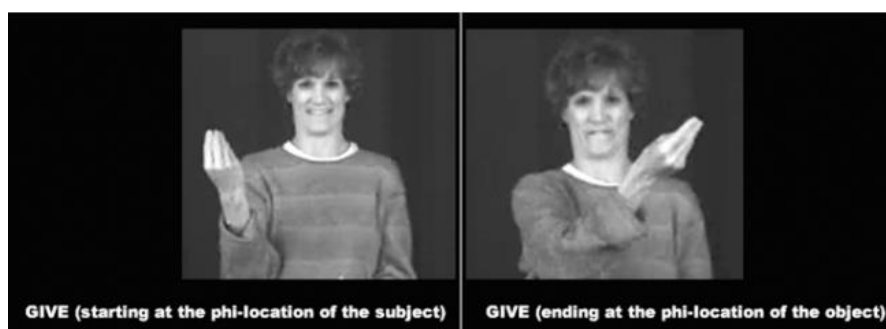 GIVE (starting at the phi-location of the subject)
GIVE (ending at the phi-location of the object)